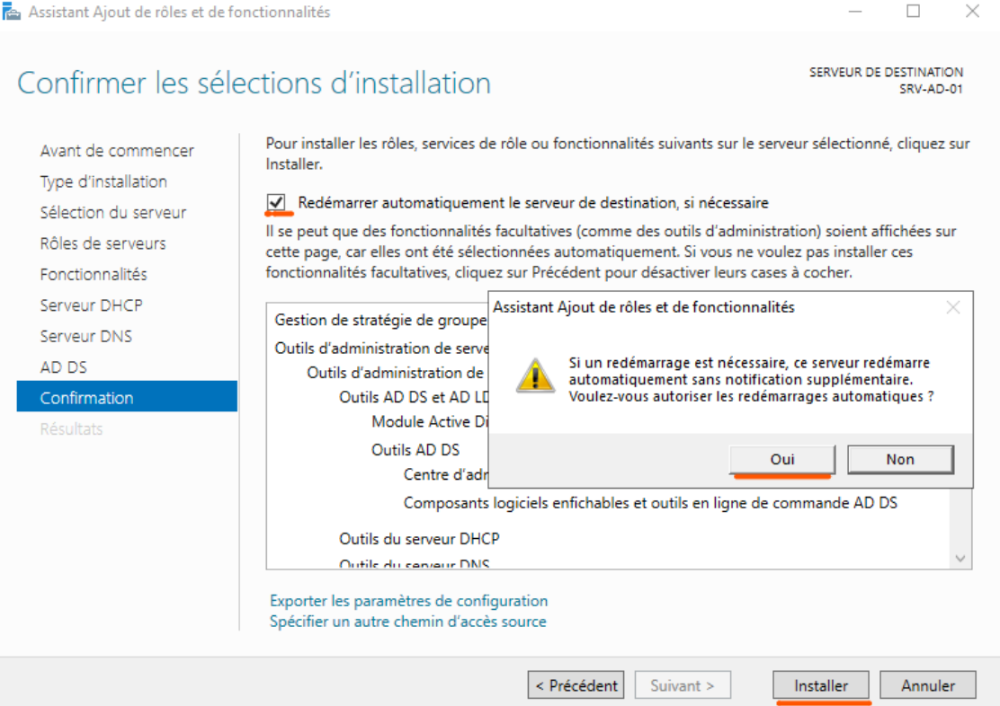 Assistant Ajout de rôles et de fonctionnalités
Confirmer les sélections d'installation
SERVEUR DE DESTINATION
SRV-AD-01
Avant de commencer
Type d'installation
Sélection du serveur
Rôles de serveurs
Fonctionnalités
Serveur DHCP
Serveur DNS
AD DS
Confirmation
Résultats
Pour installer les rôles, services de rôle ou fonctionnalités suivants sur le serveur sélectionné, cliquez sur
Installer.
Redémarrer automatiquement le serveur de destination, si nécessaire
Il se peut que des fonctionnalités facultatives (comme des outils d'administration) soient affichées sur
cette page, car elles ont été sélectionnées automatiquement. Si vous ne voulez pas installer ces
fonctionnalités facultatives, cliquez sur Précédent pour désactiver leurs cases à cocher.
Gestion de stratégie de groupe
Outils d'administration de serve
Outils d'administration de
Outils AD DS et AD LD
Module Active Di
Outils AD DS
Centre d'adr
Composants logiciels enfichables et outils en ligne de commande AD DS
Outils du serveur DHCP
Outils du serveur DNS
Assistant Ajout de rôles et de fonctionnalités
Si un redémarrage est nécessaire, ce serveur redémarre
automatiquement sans notification supplémentaire.
Voulez-vous autoriser les redémarrages automatiques ?
Oui
Non
Exporter les paramètres de configuration
Spécifier un autre chemin d'accès source
< Précédent
Suivant >
Installer
Annuler